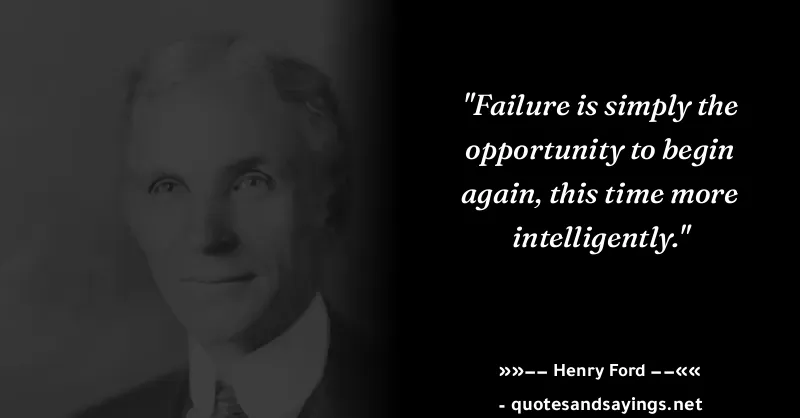 "Failure is simply the
opportunity to begin
again, this time more
intelligently."
»»–– Henry Ford ––««
- quotesandsayings.net